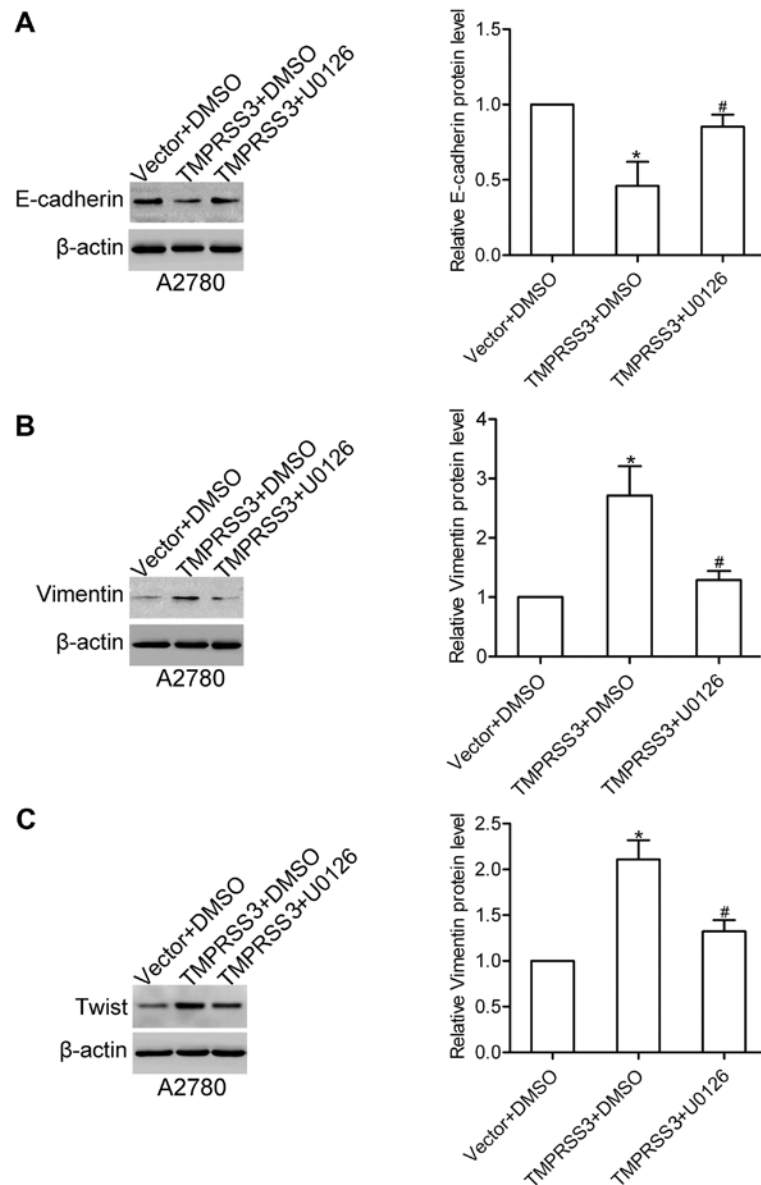 A
Vector+DMSO
TMPRSS3+DMSO
TMPRSS3+U0126
E-cadherin
β-actin
A2780
Relative E-cadherin protein level
1.5
1.0
0.5
0.0
*
#
Vector+DMSO
TMPRSS3+DMSO
TMPRSS3+U0126
B
Vector+DMSO
TMPRSS3+DMSO
TMPRSS3+U0126
Vimentin
β-actin
A2780
Relative Vimentin protein level
4
3
2
1
0
*
#
Vector+DMSO
TMPRSS3+DMSO
TMPRSS3+U0126
C
Vector+DMSO
TMPRSS3+DMSO
TMPRSS3+U0126
Twist
β-actin
A2780
Relative Vimentin protein level
2.5
2.0
1.5
1.0
0.5
0.0
*
#
Vector+DMSO
TMPRSS3+DMSO
TMPRSS3+U0126